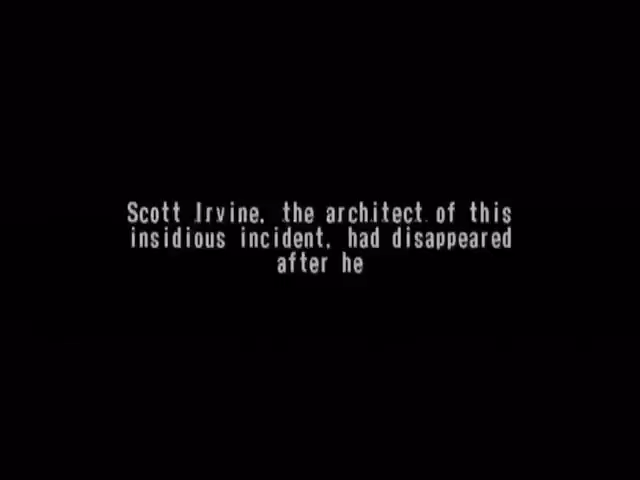 Scott Irvine, the architect of this
insidious incident, had disappeared
after he